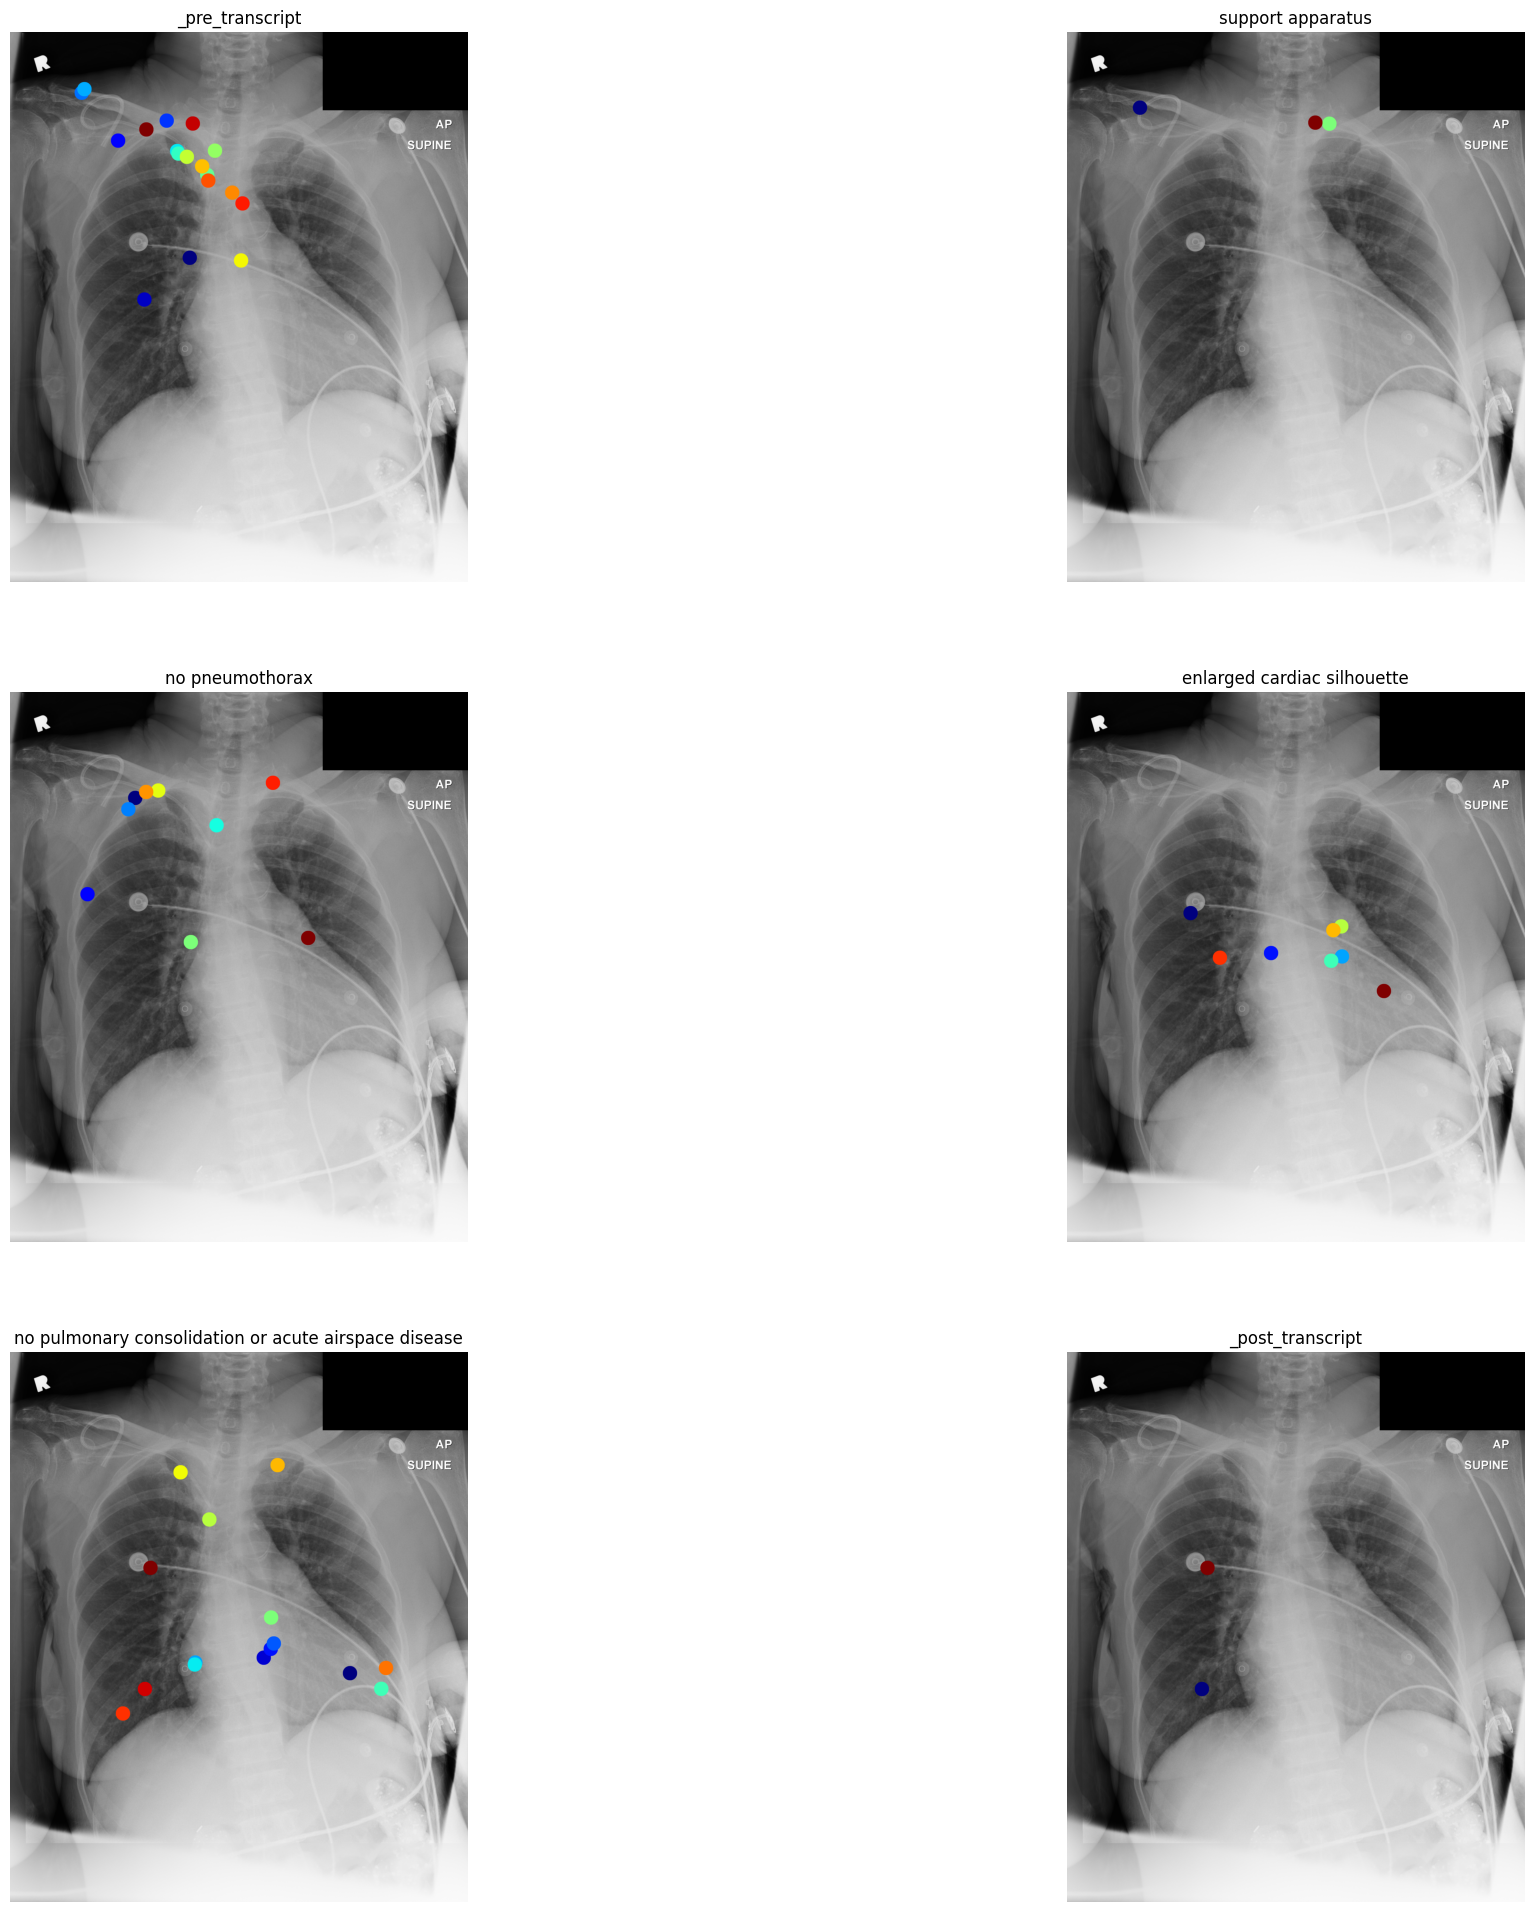 _pre_transcript
support apparatus
R
AP
SUPINE
R
AP
SUPINE
no pneumothorax
enlarged cardiac silhouette
R
AP
SUPINE
R
AP
SUPINE
no pulmonary consolidation or acute airspace disease
_post_transcript
R
AP
SUPINE
R
AP
SUPINE